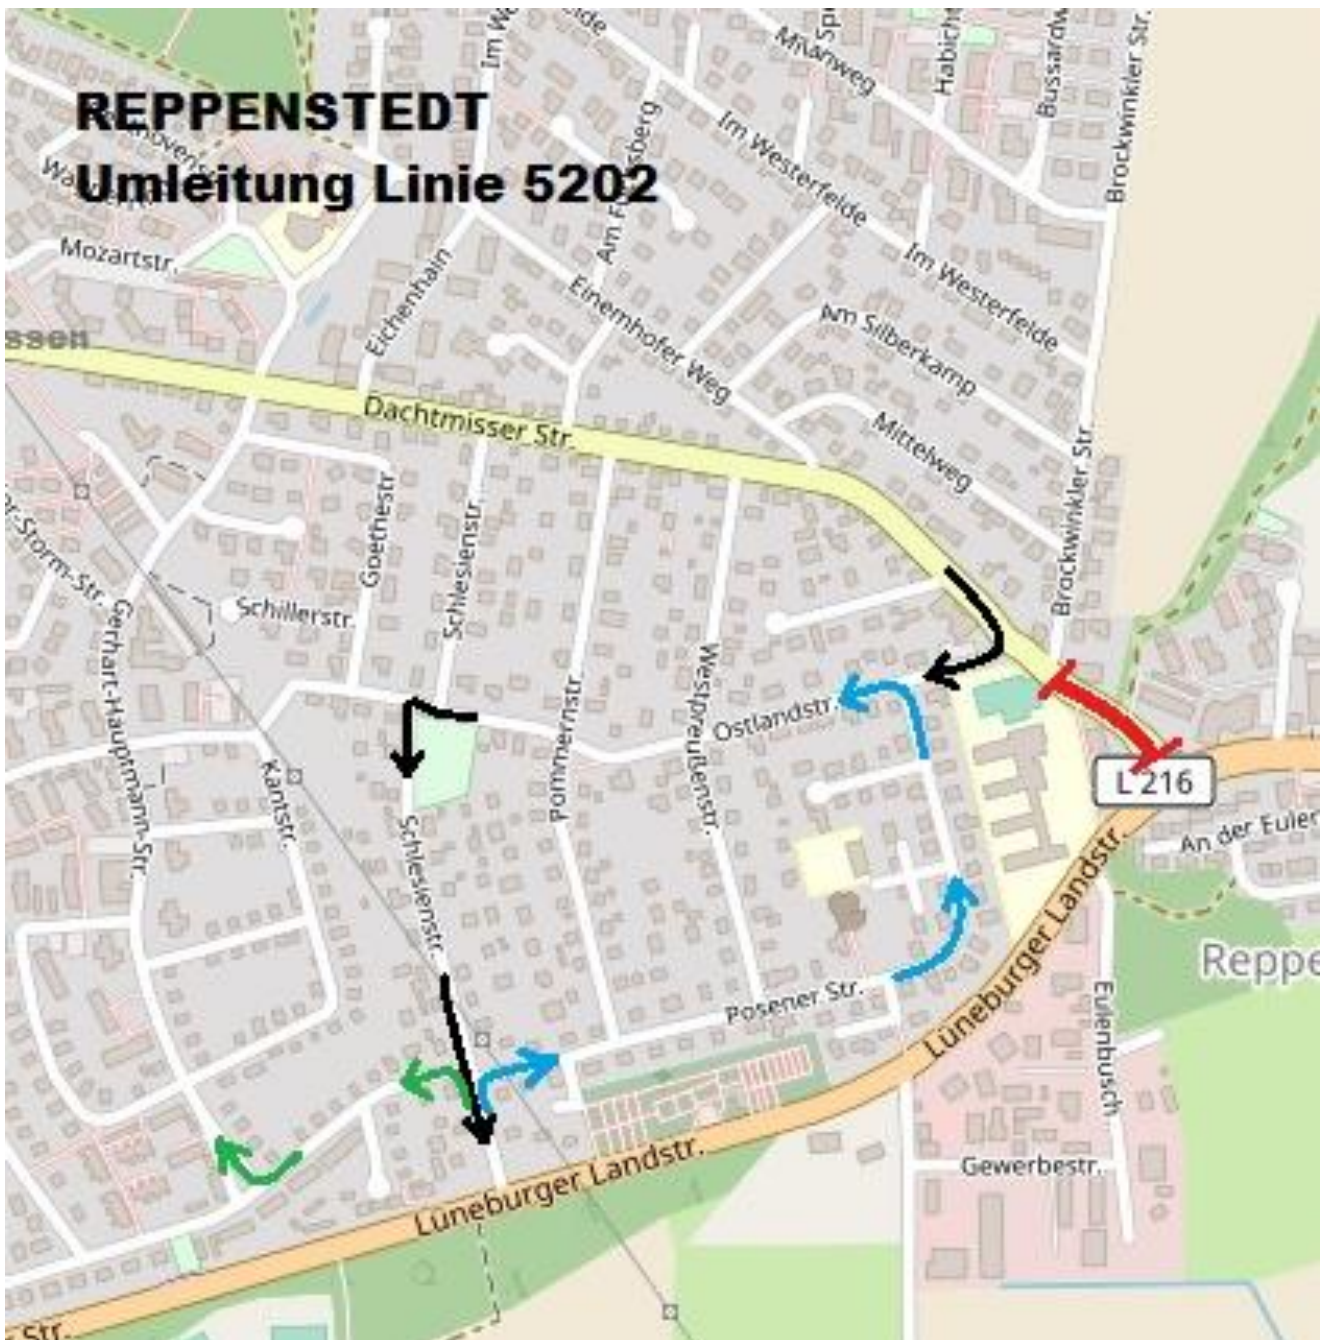 REPPENSTEDT
Umleitung Linie 5202
Milanweg
Im Westerfelde
Im Westerfelde
Brockwinkler Str.
Mozartstr.
Eichenhain
Einemhofer Weg
Am Silberkamp
Mittelweg
Dachtmisser Str.
Brockwinkler Str.
Goethestr.
Schlesienstr.
Schillerstr.
Gerhart-Hauptmann-Str.
Westpreußenstr.
Ostlandstr.
Pommernstr.
Kantstr.
Schlesienstr.
L 216
An der Eulen
Posener Str.
Lüneburger Landstr.
Eulenbusch
Reppe
Gewerbestr.
Lüneburger Landstr.
Str.